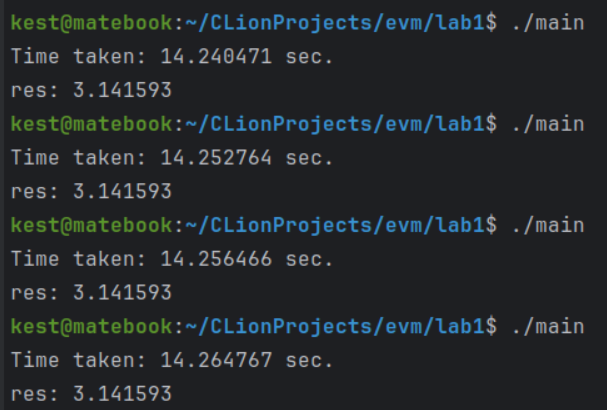 kest@matebook:~/CLionProjects/evm/lab1$ ./main
Time taken: 14.240471 sec.
res: 3.141593
kest@matebook:~/CLionProjects/evm/lab1$ ./main
Time taken: 14.252764 sec.
res: 3.141593
kest@matebook:~/CLionProjects/evm/lab1$ ./main
Time taken: 14.256466 sec.
res: 3.141593
kest@matebook:~/CLionProjects/evm/lab1$ ./main
Time taken: 14.264767 sec.
res: 3.141593